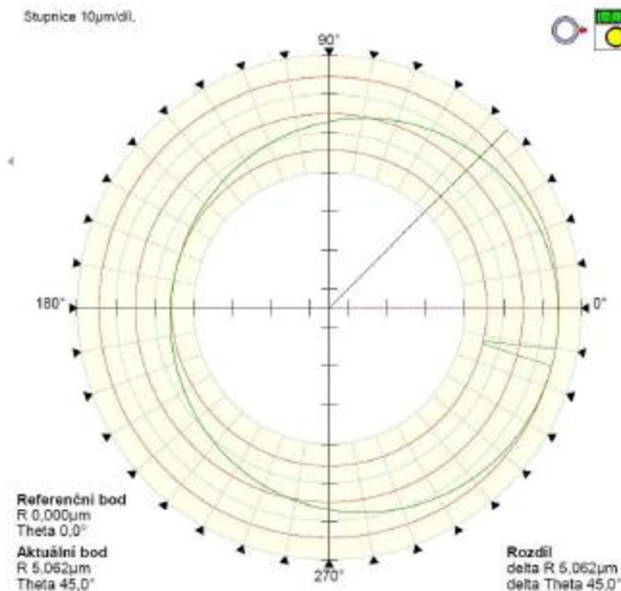 Stupnice 10µm/díl.
90°
180°
0°
Referenční bod
R 0,000µm
Theta 0,0°
Aktuální bod
R 5,062µm
Theta 45,0°
270°
Rozdíl
delta R 5,062µm
delta Theta 45,0°